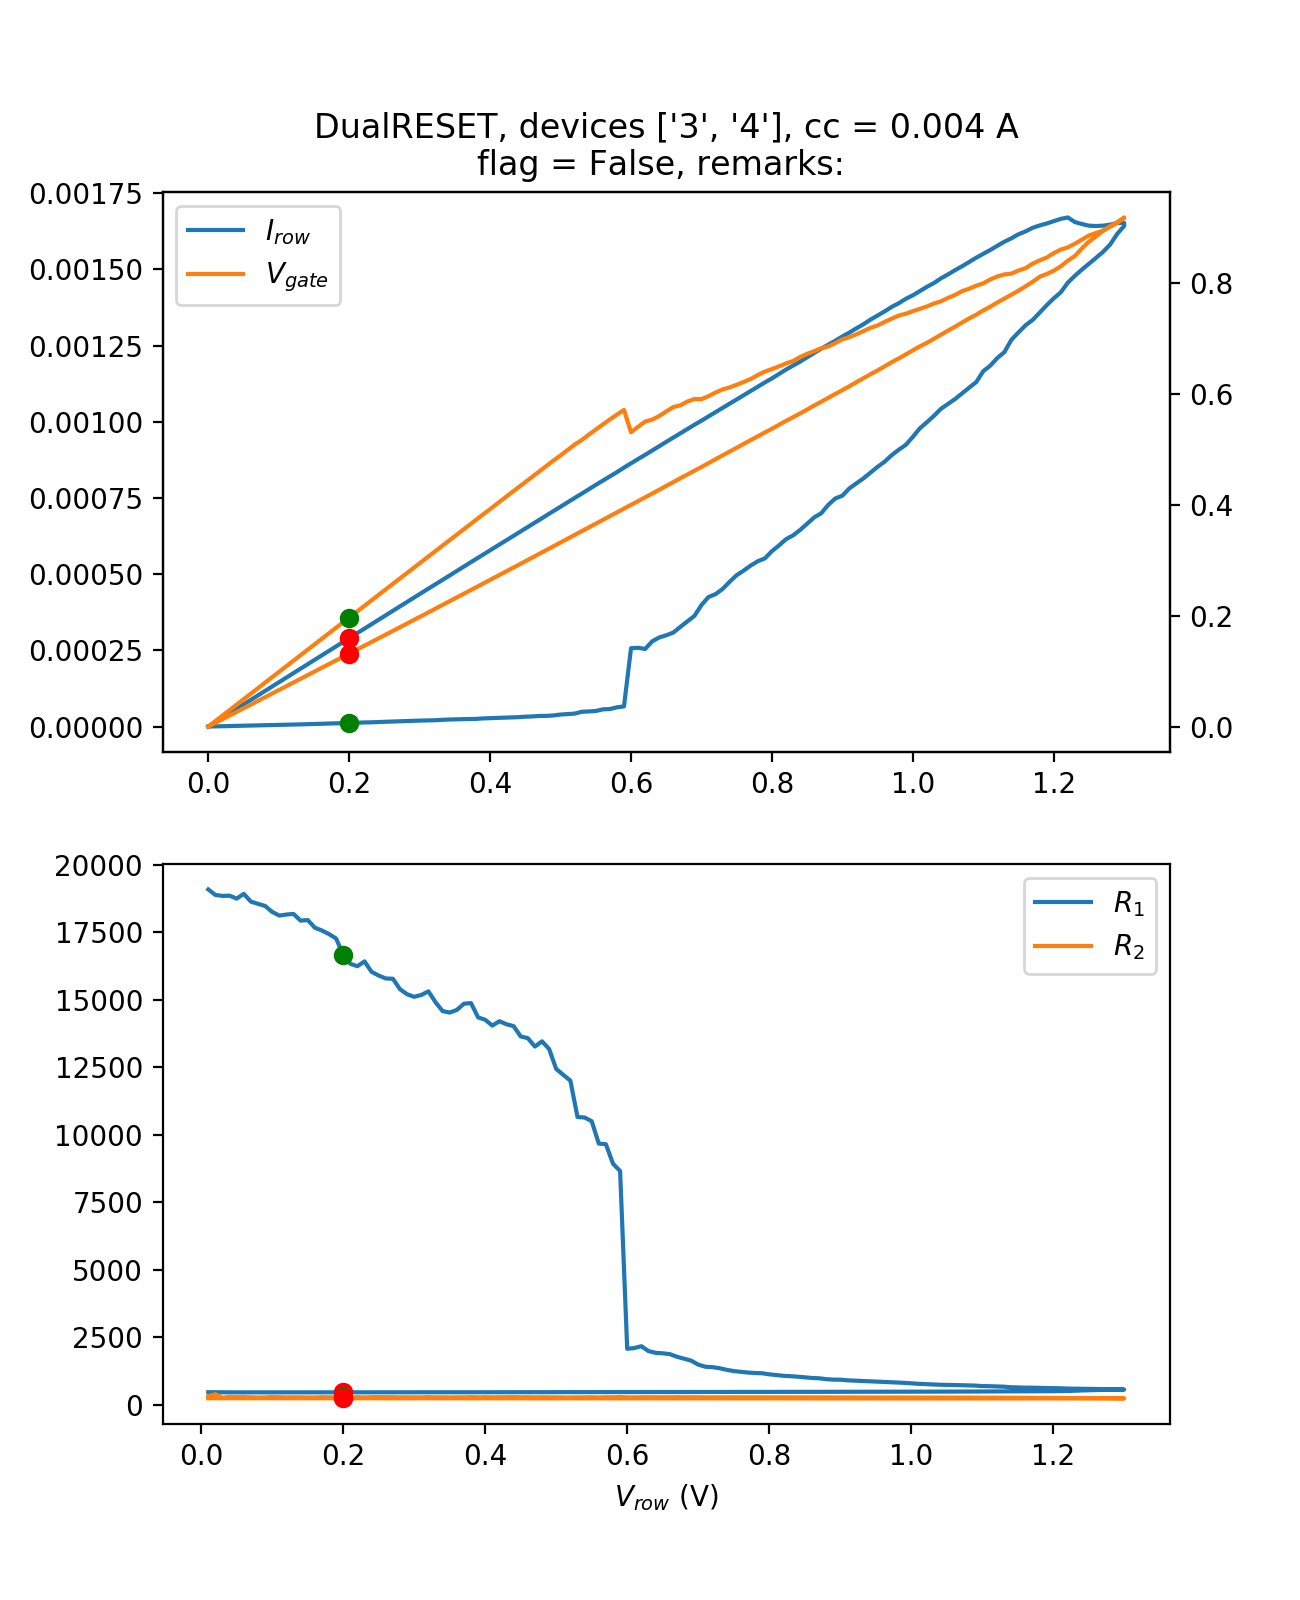 DualRESET, devices ['3', '4'], cc = 0.004 A
flag = False, remarks:
0.00175
0.00150
0.00125
0.00100
0.00075
0.00050
0.00025
0.00000
I_row
V_gate
0.8
0.6
0.4
0.2
0.0
0.0 0.2 0.4 0.6 0.8 1.0 1.2
20000
17500
15000
12500
10000
7500
5000
2500
0
R_1
R_2
0.0 0.2 0.4 0.6 0.8 1.0 1.2
V_row (V)